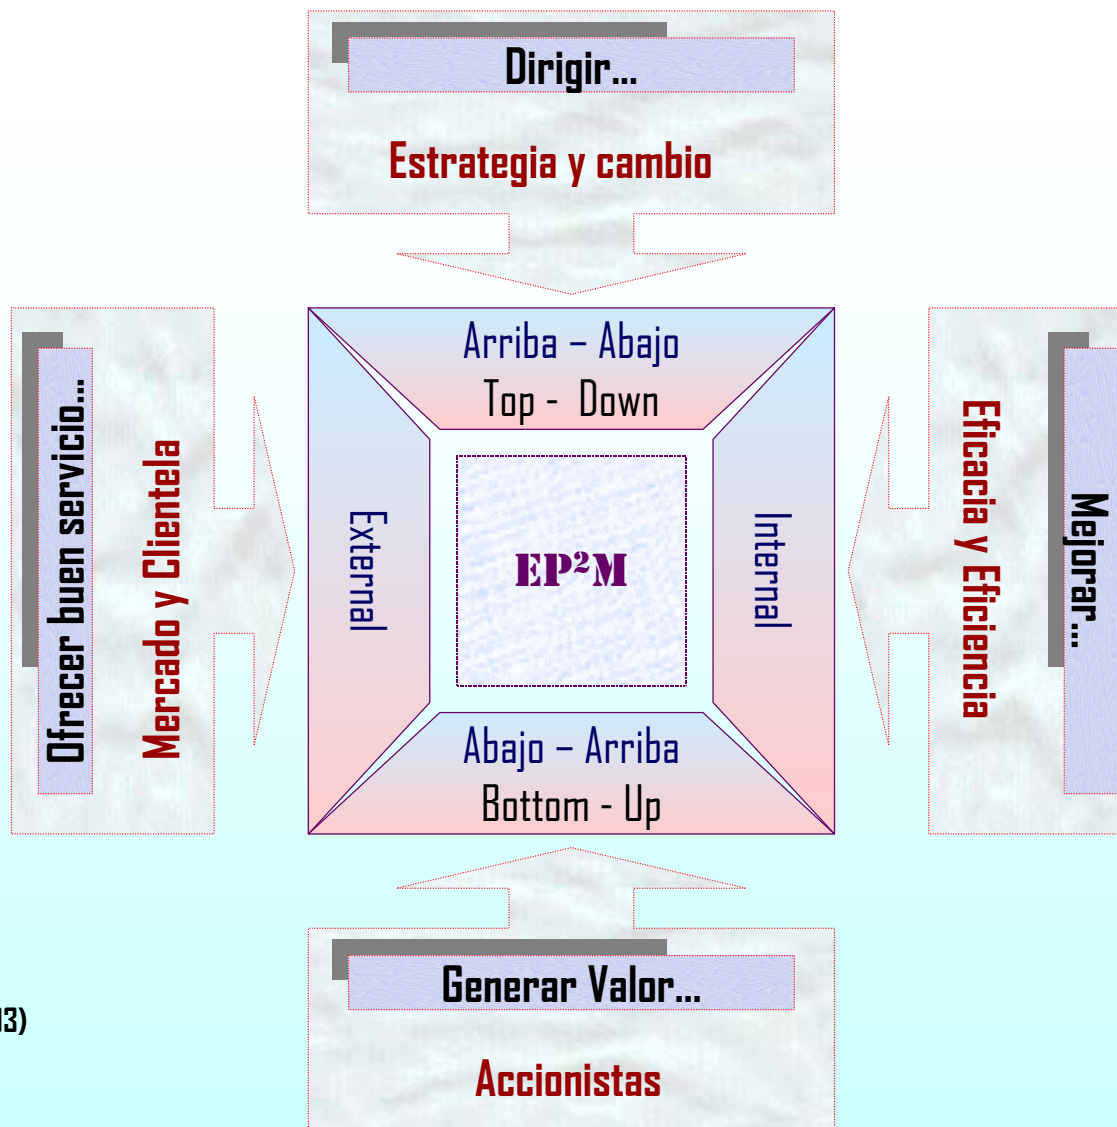 Dirigir...
Estrategia y cambio
Arriba – Abajo
Top - Down
Ofrecer buen servicio...
Mercado y Clientela
External
EP²M
Internal
Eficacia y Eficiencia
Mejorar...
Abajo – Arriba
Bottom - Up
Generar Valor...
Accionistas